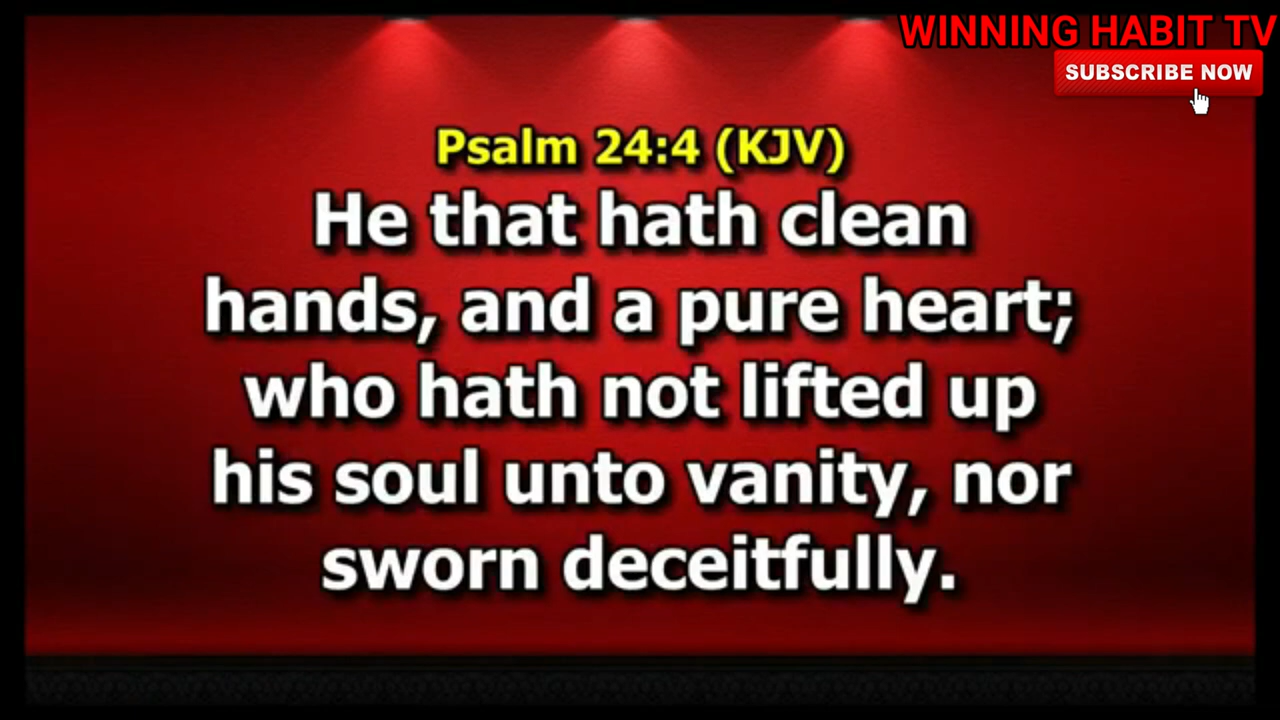 WINNING HABIT TV
SUBSCRIBE NOW
Psalm 24:4 (KJV)
He that hath clean
hands, and a pure heart;
who hath not lifted up
his soul unto vanity, nor
sworn deceitfully.